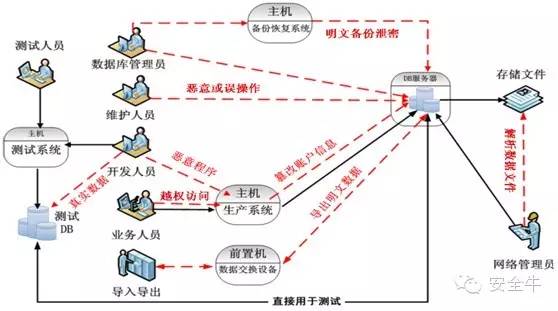 主机
备份恢复系统
明文备份泄密
测试人员
数据库管理员
DB服务器
存储文件
恶意或误操作
维护人员
主机
测试系统
开发人员
恶意程序
篡改账户信息
解析数据文件
真实数据
越权访问
主机
生产系统
导出明文数据
测试
DB
业务人员
前置机
数据交换设备
网络管理员
导入导出
直接用于测试
安全牛